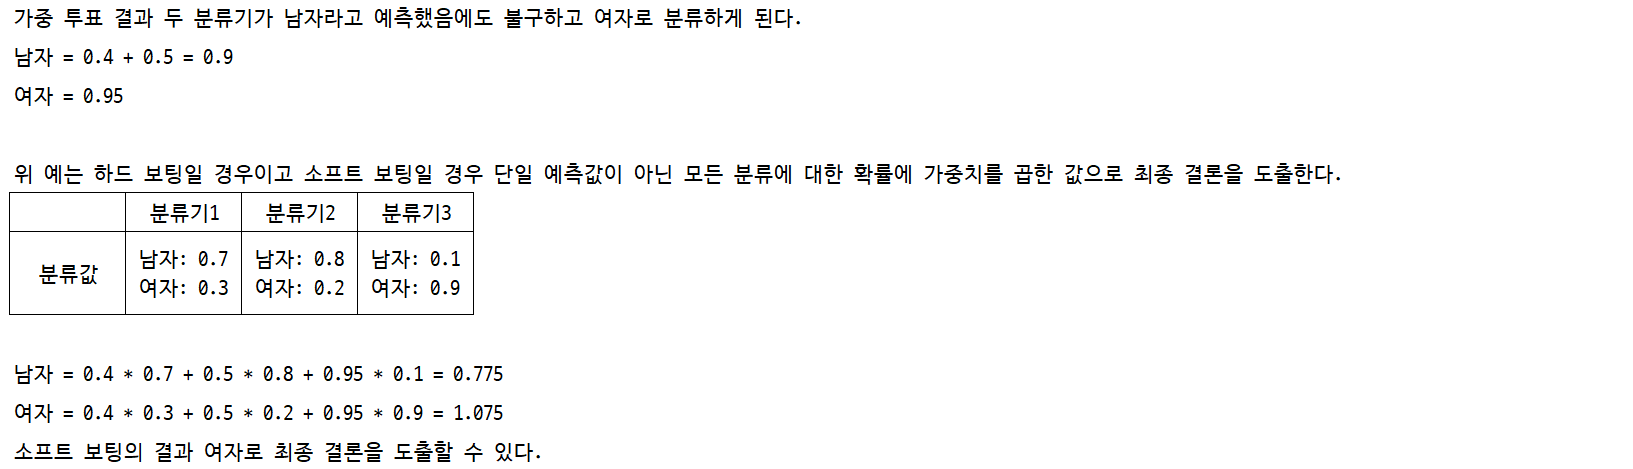 가중 투표 결과 두 분류기가 남자라고 예측했음에도 불구하고 여자로 분류하게 된다.
남자 = 0.4 + 0.5 = 0.9
여자 = 0.95
위 예는 하드 보팅일 경우이고 소프트 보팅일 경우 단일 예측값이 아닌 모든 분류에 대한 확률에 가중치를 곱한 값으로 최종 결론을 도출한다.
분류기1 분류기2 분류기3
분류값
남자: 0.7 남자: 0.8 남자: 0.1
여자: 0.3 여자: 0.2 여자: 0.9
남자 = 0.4 * 0.7 + 0.5 * 0.8 + 0.95 * 0.1 = 0.775
여자 = 0.4 * 0.3 + 0.5 * 0.2 + 0.95 * 0.9 = 1.075
소프트 보팅의 결과 여자로 최종 결론을 도출할 수 있다.